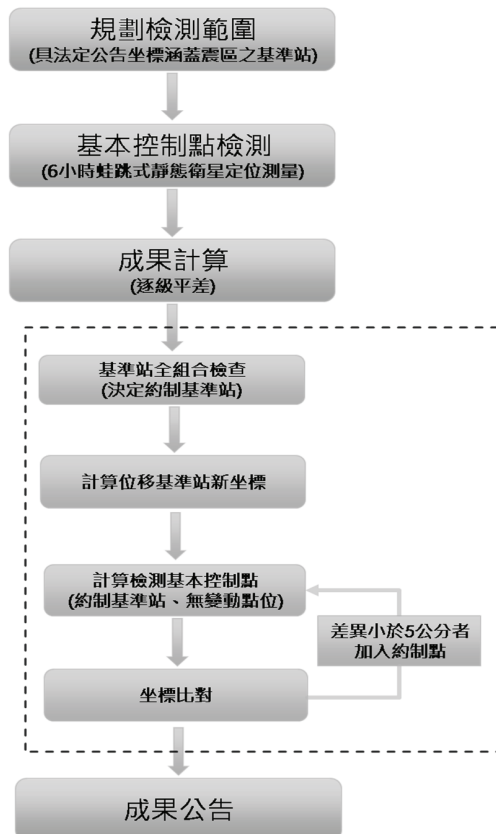 規劃檢測範圍
(具法定公告坐標涵蓋震區之基準站)
基本控制點檢測
(6小時蛙跳式靜態衛星定位測量)
成果計算
(逐級平差)
基準站全組合檢查
(決定約制基準站)
計算位移基準站新坐標
計算檢測基本控制點
(約制基準站、無變動點位)
差異小於5公分者
加入約制點
坐標比對
成果公告